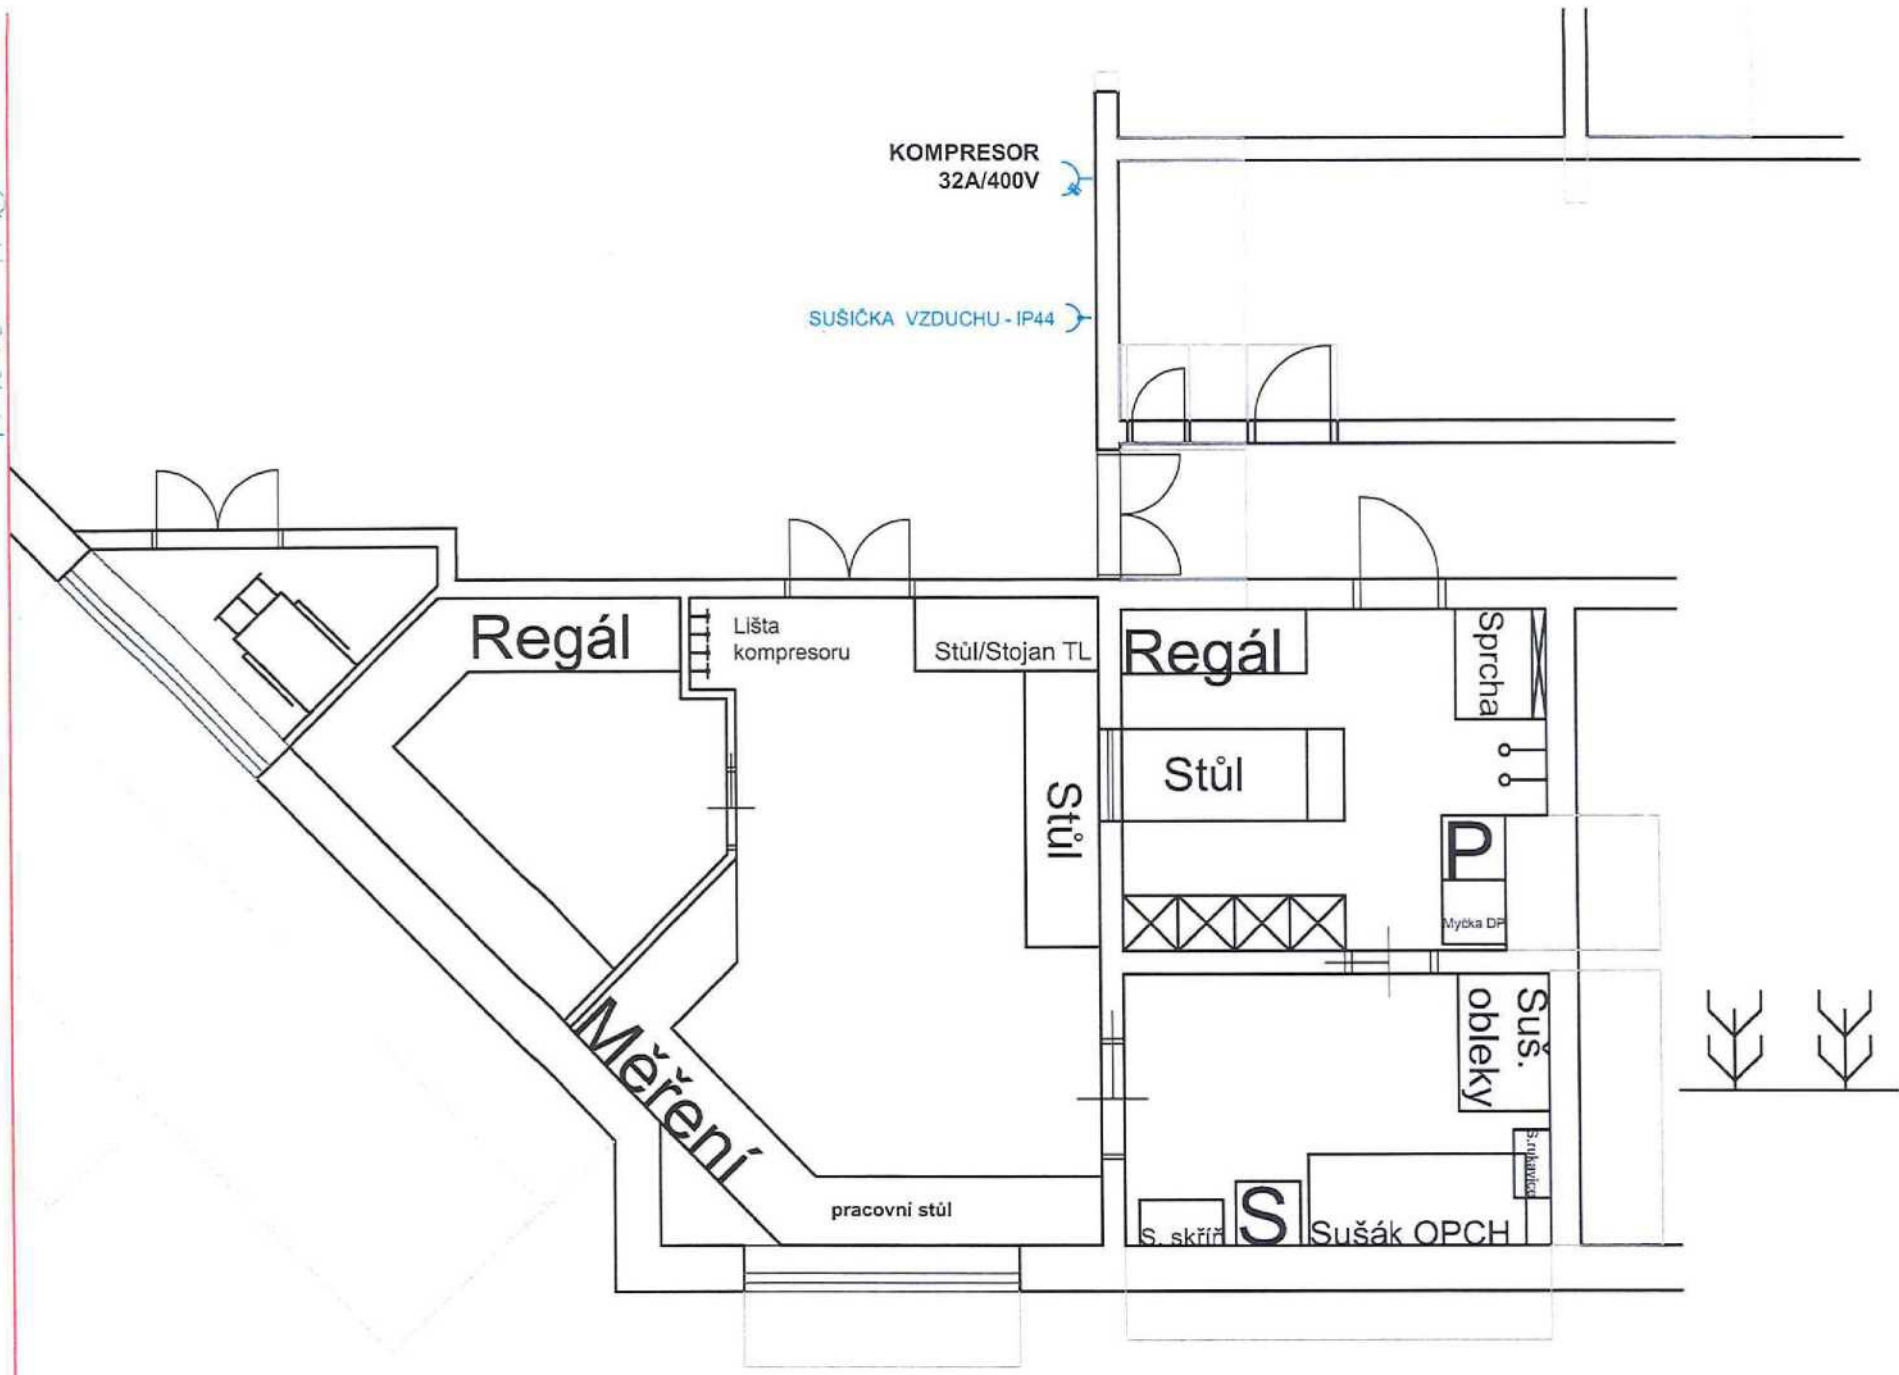 KOMPRESOR
32A/400V
SUŠIČKA VZDUCHU - IP44
Regál
Lišta
kompresoru
Stůl/Stojan TL
Regál
Sprcha
Stůl
Stůl
P
Myčka DP
Měření
Suš.
obleky
S.rukavice
pracovní stůl
S. skříň
S
Sušák OPCH